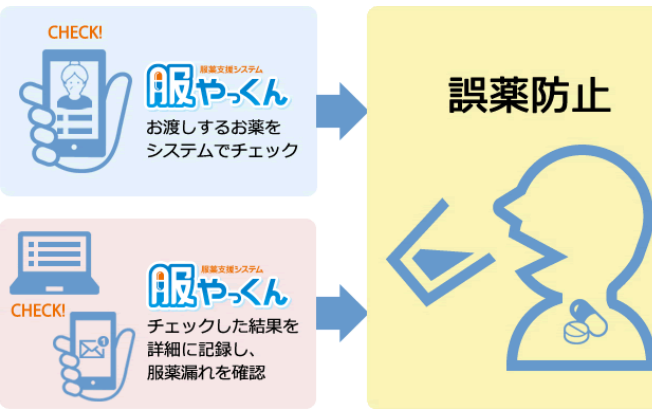 CHECK!
服薬支援システム
服やっくん
お渡しするお薬を
システムでチェック
CHECK!
1
服薬支援システム
服やっくん
チェックした結果を
詳細に記録し、
服薬漏れを確認
誤薬防止